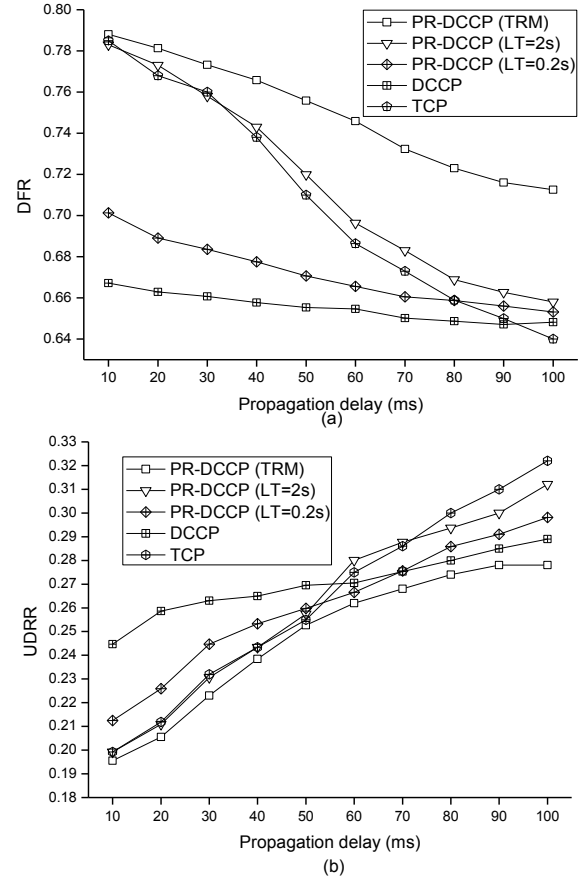 0.80
0.78
0.76
0.74
0.72
0.70
0.68
0.66
0.64
DFR
PR-DCCP (TRM)
PR-DCCP (LT=2s)
PR-DCCP (LT=0.2s)
DCCP
TCP
10 20 30 40 50 60 70 80 90 100
Propagation delay (ms)
(a)
0.33
0.32
0.31
0.30
0.29
0.28
0.27
0.26
0.25
0.24
0.23
0.22
0.21
0.20
0.19
0.18
UDRR
PR-DCCP (TRM)
PR-DCCP (LT=2s)
PR-DCCP (LT=0.2s)
DCCP
TCP
10 20 30 40 50 60 70 80 90 100
Propagation delay (ms)
(b)